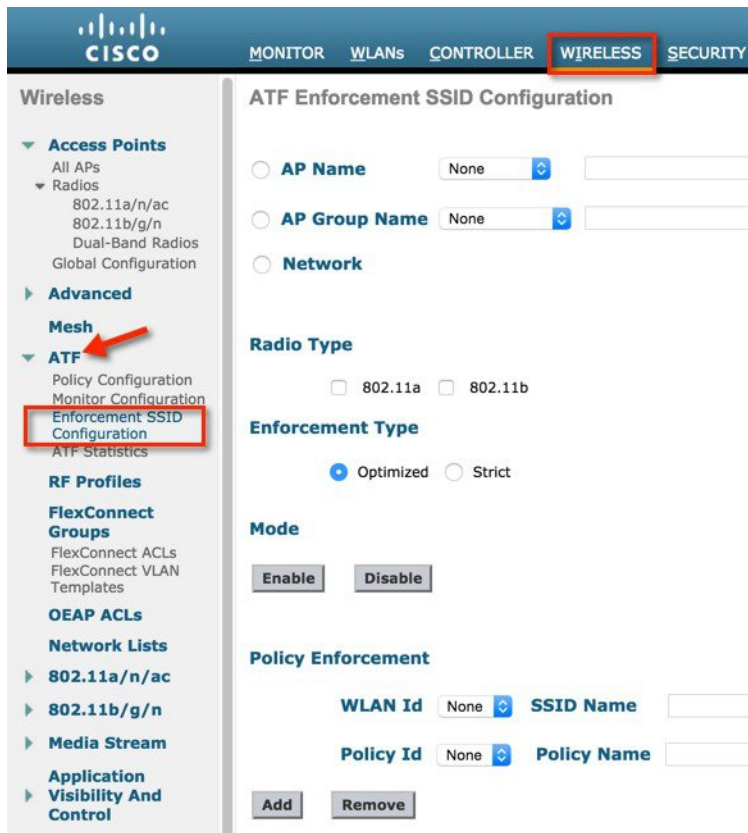 CISCO
MONITOR WLANs CONTROLLER WIRELESS SECURITY
Wireless
Access Points
All APs
Radios
802.11a/n/ac
802.11b/g/n
Dual-Band Radios
Global Configuration
Advanced
Mesh
ATF
Policy Configuration
Monitor Configuration
Enforcement SSID
Configuration
ATF Statistics
RF Profiles
FlexConnect
Groups
FlexConnect ACLs
FlexConnect VLAN
Templates
OEAP ACLs
Network Lists
802.11a/n/ac
802.11b/g/n
Media Stream
Application
Visibility And
Control
ATF Enforcement SSID Configuration
AP Name None
AP Group Name None
Network
Radio Type
802.11a 802.11b
Enforcement Type
Optimized Strict
Mode
Enable Disable
Policy Enforcement
WLAN Id None SSID Name
Policy Id None Policy Name
Add Remove